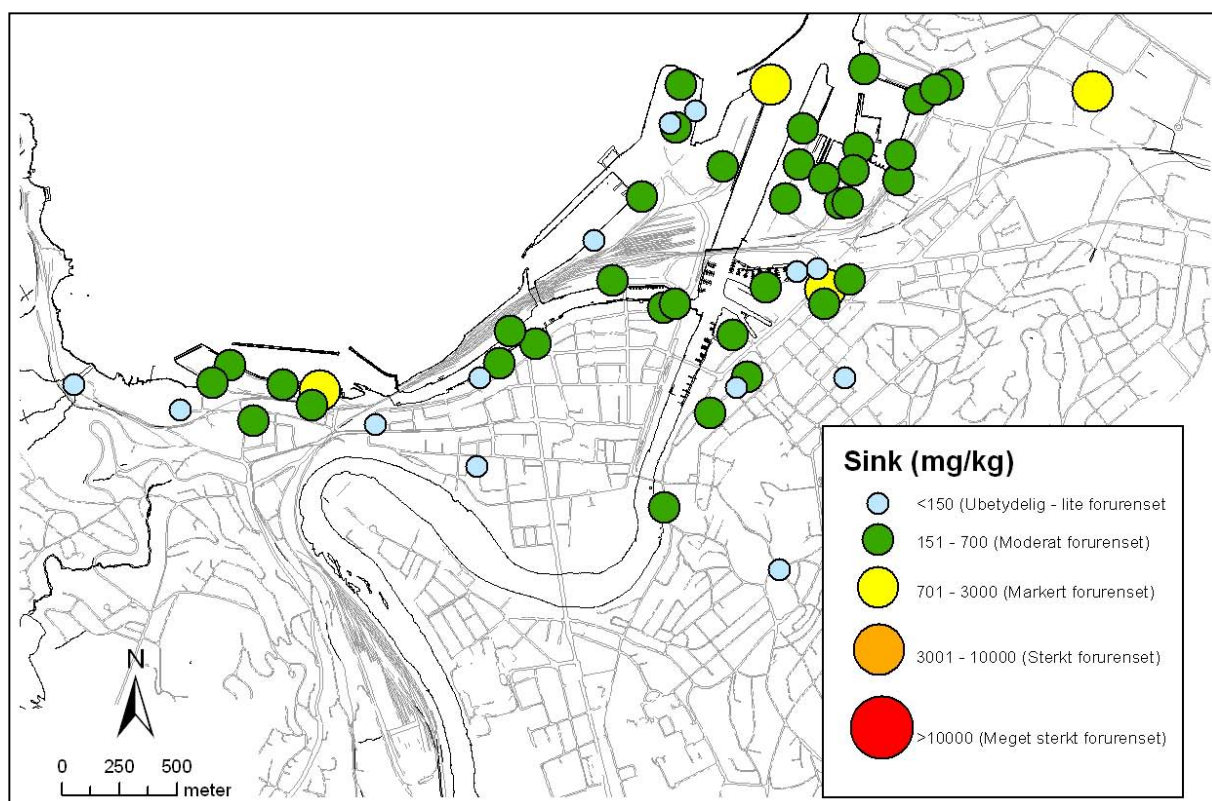 Sink (mg/kg)
<150 (Ubetydelig - lite forurenset
151 - 700 (Moderat forurenset)
701 - 3000 (Markert forurenset)
3001 - 10000 (Sterkt forurenset)
>10000 (Meget sterkt forurenset)
N
0 250 500
meter